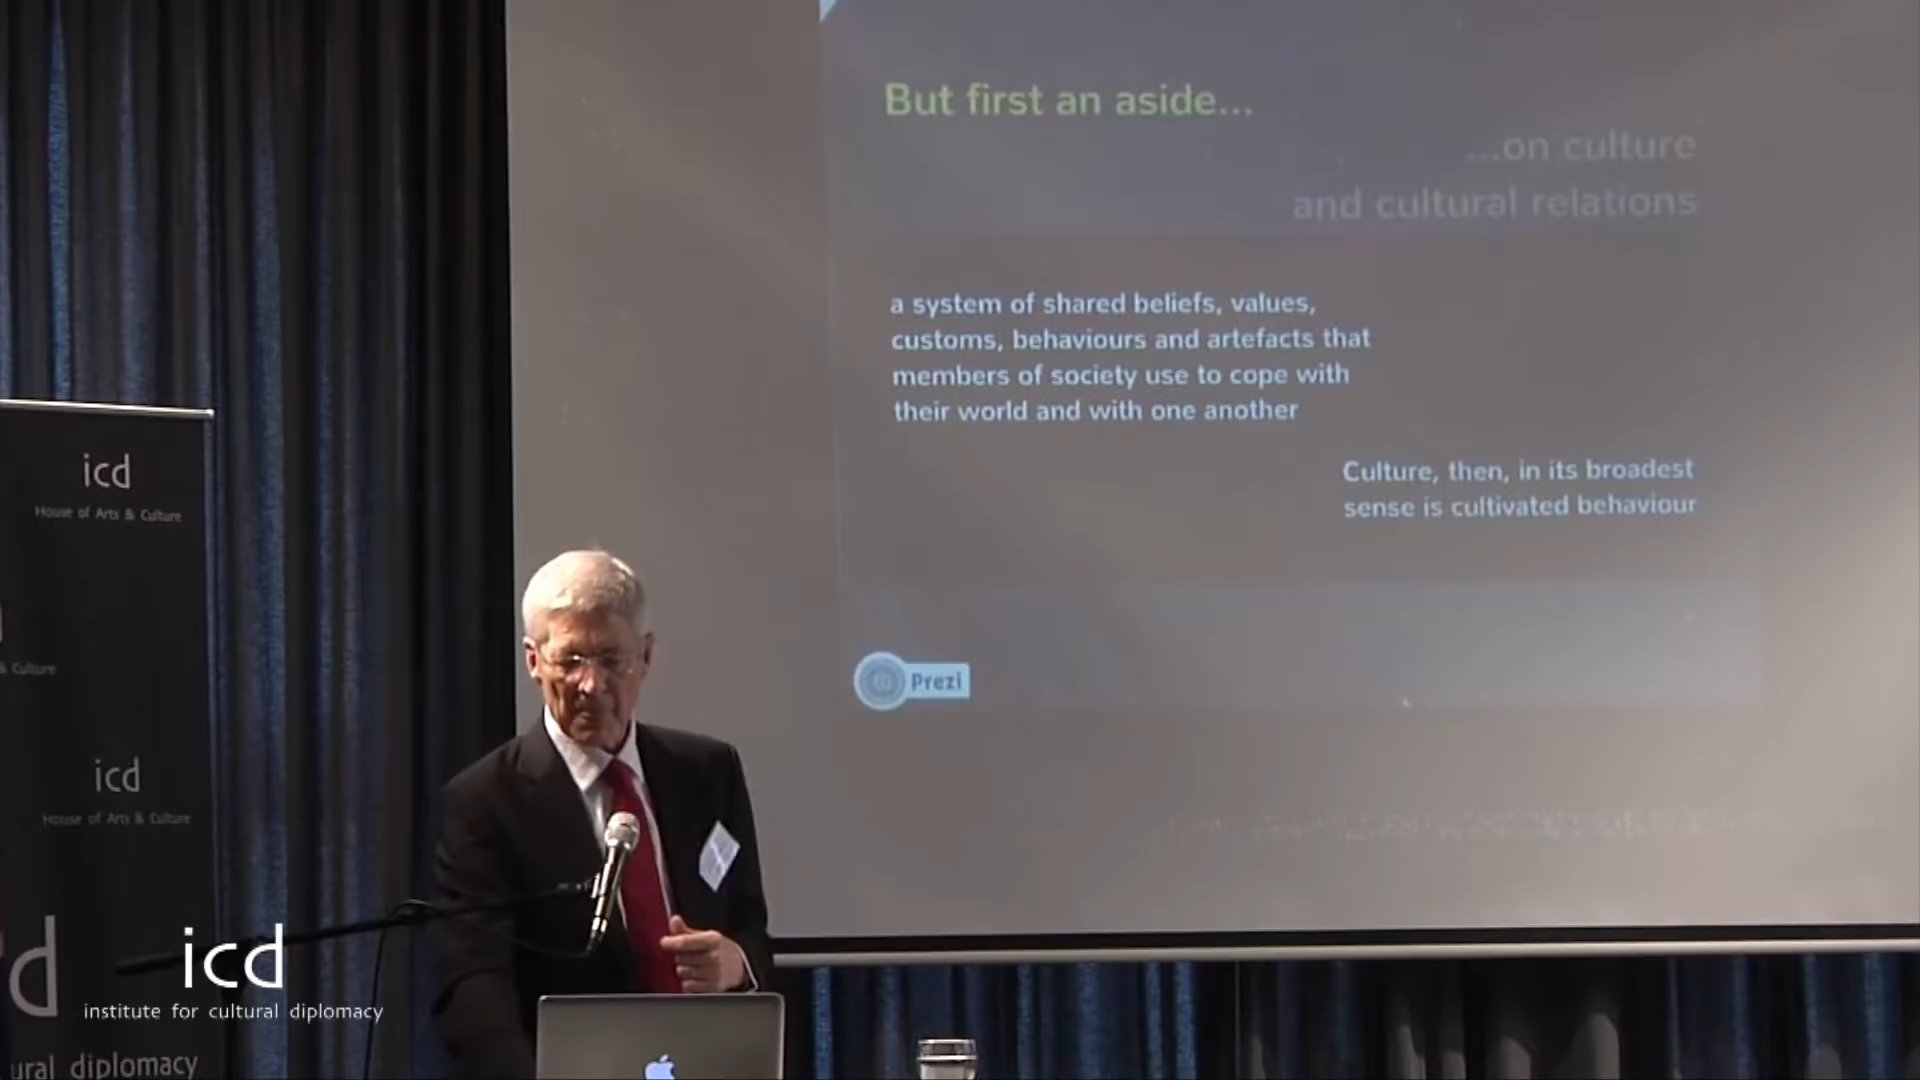 But first an aside...
...on culture
and cultural relations
a system of shared beliefs, values,
customs, behaviours and artefacts that
members of society use to cope with
their world and with one another
Culture, then, in its broadest
sense is cultivated behaviour
Prezi
icd
House of Arts & Culture
& Culture
icd
House of Arts & Culture
d
ural diplomacy
icd
institute for cultural diplomacy